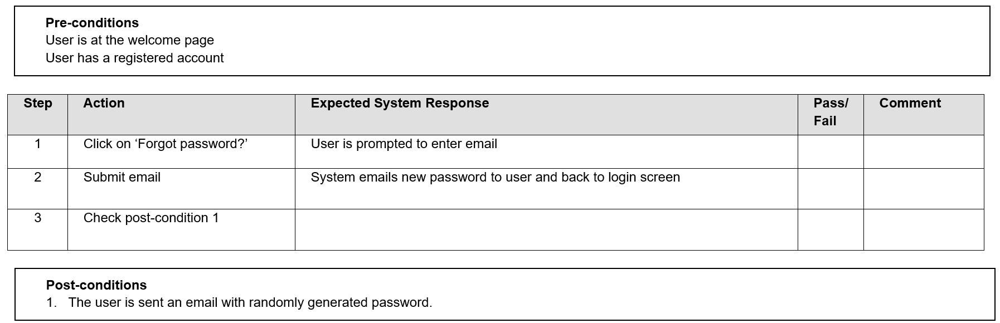 Pre-conditions
User is at the welcome page
User has a registered account
Step Action Expected System Response Pass/ Comment
Fail
1 Click on ‘Forgot password?’ User is prompted to enter email
2 Submit email System emails new password to user and back to login screen
3 Check post-condition 1
Post-conditions
1. The user is sent an email with randomly generated password.